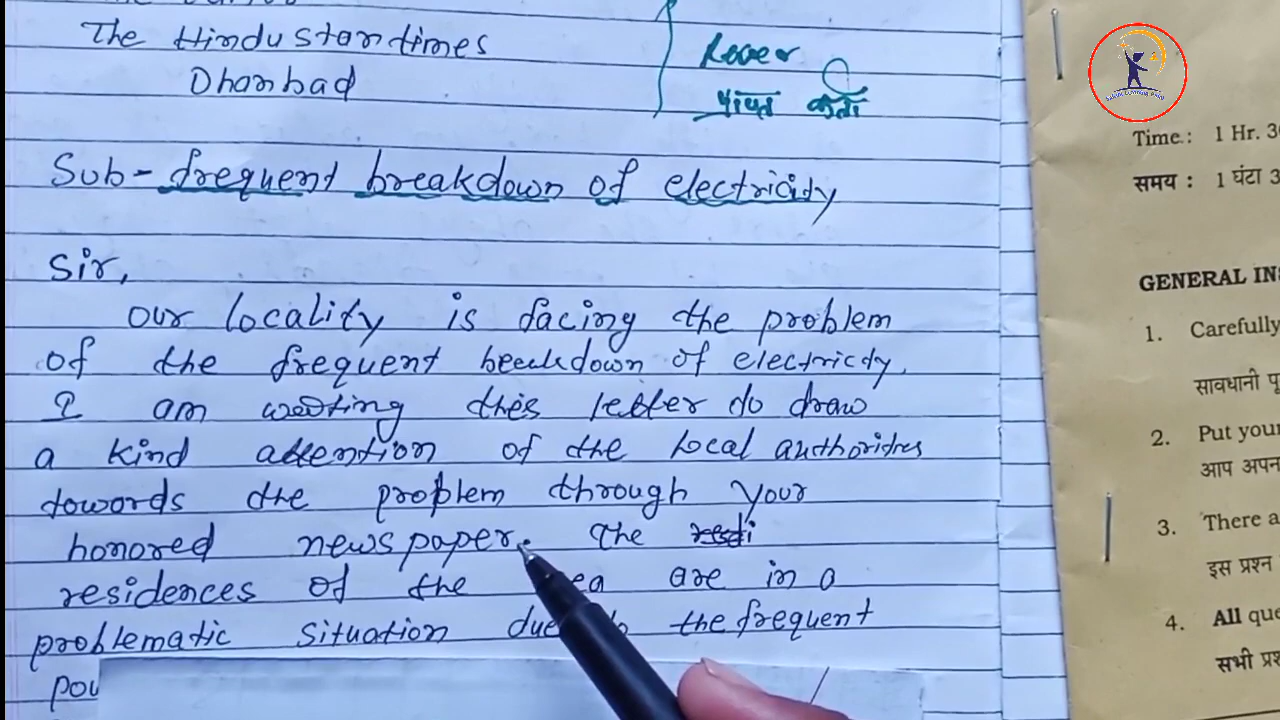 The Hindustan times
Dhanbad
पांयत कर्ता
Sub- frequent breakdown of electricity
Sir,
our locality is facing the problem
of the frequent breakdown of electricity.
I am writing this letter to draw
a kind attention of the local authorities
towards the problem through your
honored newspaper. The
residences of the are in a
problematic situation due the frequent
Time : 1 Hr. 3
समय : 1 घंटा 3
GENERAL INS
1. Carefully
सावधानी पू
2. Put your
आप अपन
3. There a
इस प्रश्न
4. All que
सभी प्रश